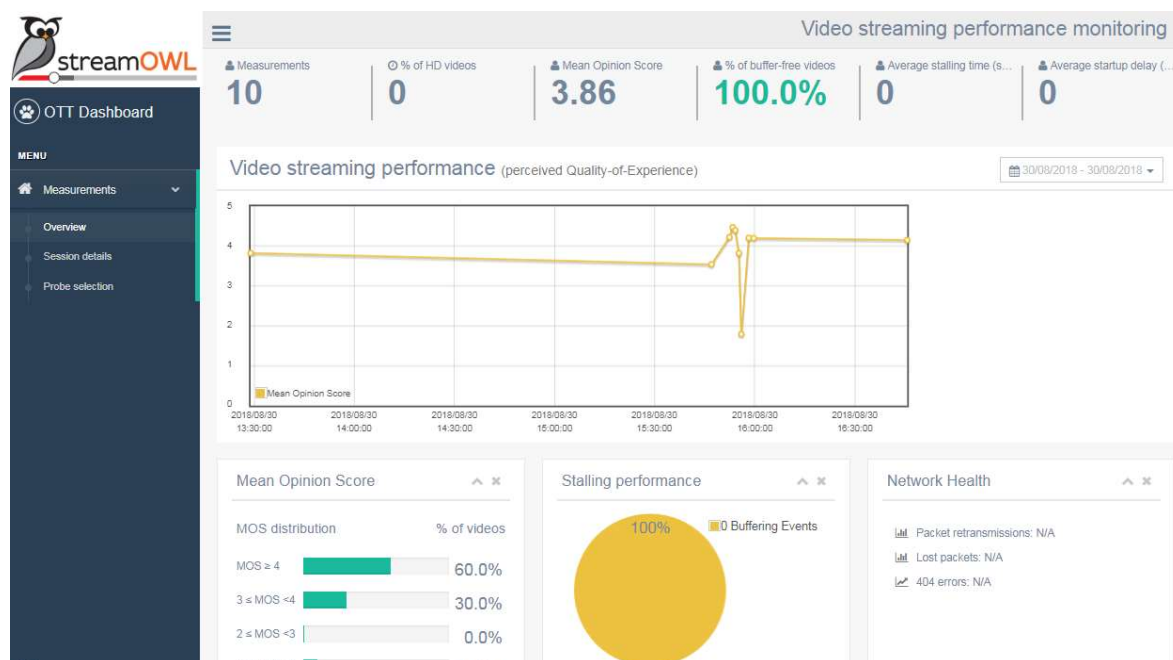 streamOWL
OTT Dashboard
MENU
Measurements
Overview
Session details
Probe selection
Video streaming performance monitoring
Measurements
10
% of HD videos
0
Mean Opinion Score
3.86
% of buffer-free videos
100.0%
Average stalling time (s...
0
Average startup delay (...
0
Video streaming performance (perceived Quality-of-Experience)
30/08/2018 - 30/08/2018
5
4
3
2
1
0
Mean Opinion Score
2018/08/30 2018/08/30 2018/08/30 2018/08/30 2018/08/30 2018/08/30 2018/08/30
13:30:00 14:00:00 14:30:00 15:00:00 15:30:00 16:00:00 16:30:00
Mean Opinion Score
MOS distribution % of videos
MOS ≥ 4 60.0%
3 ≤ MOS <4 30.0%
2 ≤ MOS <3 0.0%
Stalling performance
100%
0 Buffering Events
Network Health
Packet retransmissions: N/A
Lost packets: N/A
404 errors: N/A